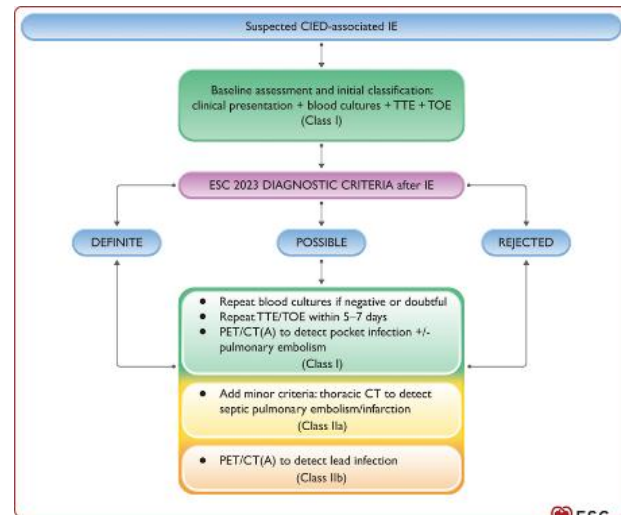 Suspected CIED-associated IE
Baseline assessment and initial classification:
clinical presentation + blood cultures + TTE + TOE
(Class I)
ESC 2023 DIAGNOSTIC CRITERIA after IE
DEFINITE
POSSIBLE
REJECTED
● Repeat blood cultures if negative or doubtful
● Repeat TTE/TOE within 5–7 days
● PET/CT(A) to detect pocket infection +/-
pulmonary embolism
(Class I)
● Add minor criteria: thoracic CT to detect
septic pulmonary embolism/infarction
(Class IIa)
● PET/CT(A) to detect lead infection
(Class IIb)
ESC